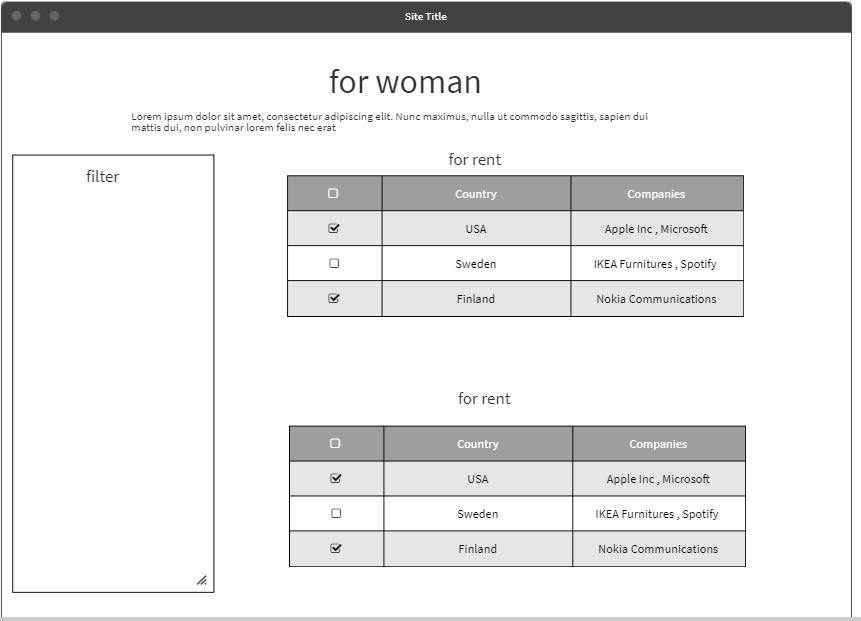 Site Title
for woman
Lorem ipsum dolor sit amet, consectetur adipiscing elit. Nunc maximus, nulla ut commodo sagittis, sapien dui
mattis dui, non pulvinar lorem felis nec erat
filter
for rent
Country Companies
USA Apple Inc , Microsoft
Sweden IKEA Furnitures , Spotify
Finland Nokia Communications
for rent
Country Companies
USA Apple Inc , Microsoft
Sweden IKEA Furnitures , Spotify
Finland Nokia Communications